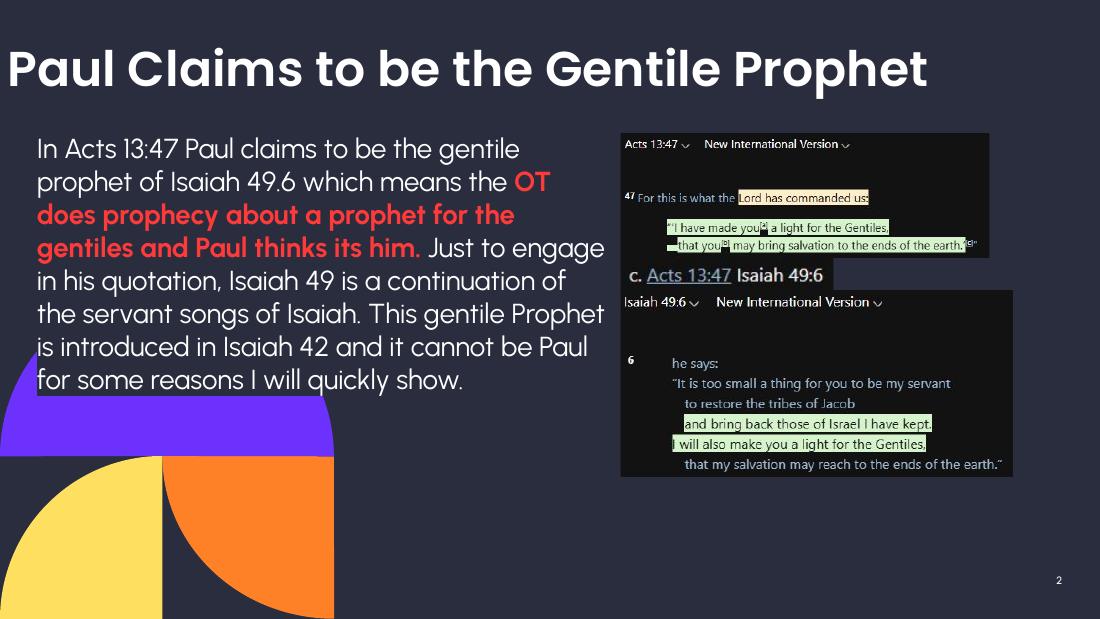 Paul Claims to be the Gentile Prophet
In Acts 13:47 Paul claims to be the gentile
prophet of Isaiah 49.6 which means the OT
does prophecy about a prophet for the
gentiles and Paul thinks its him. Just to engage
in his quotation, Isaiah 49 is a continuation of
the servant songs of Isaiah. This gentile Prophet
is introduced in Isaiah 42 and it cannot be Paul
for some reasons I will quickly show.
Acts 13:47 New International Version
47 For this is what the Lord has commanded us:
“‘I have made you[a] a light for the Gentiles,
that you[b] may bring salvation to the ends of the earth.’[c]”
c. Acts 13:47 Isaiah 49:6
Isaiah 49:6 New International Version
6 he says:
“It is too small a thing for you to be my servant
to restore the tribes of Jacob
and bring back those of Israel I have kept.
I will also make you a light for the Gentiles,
that my salvation may reach to the ends of the earth.”
2